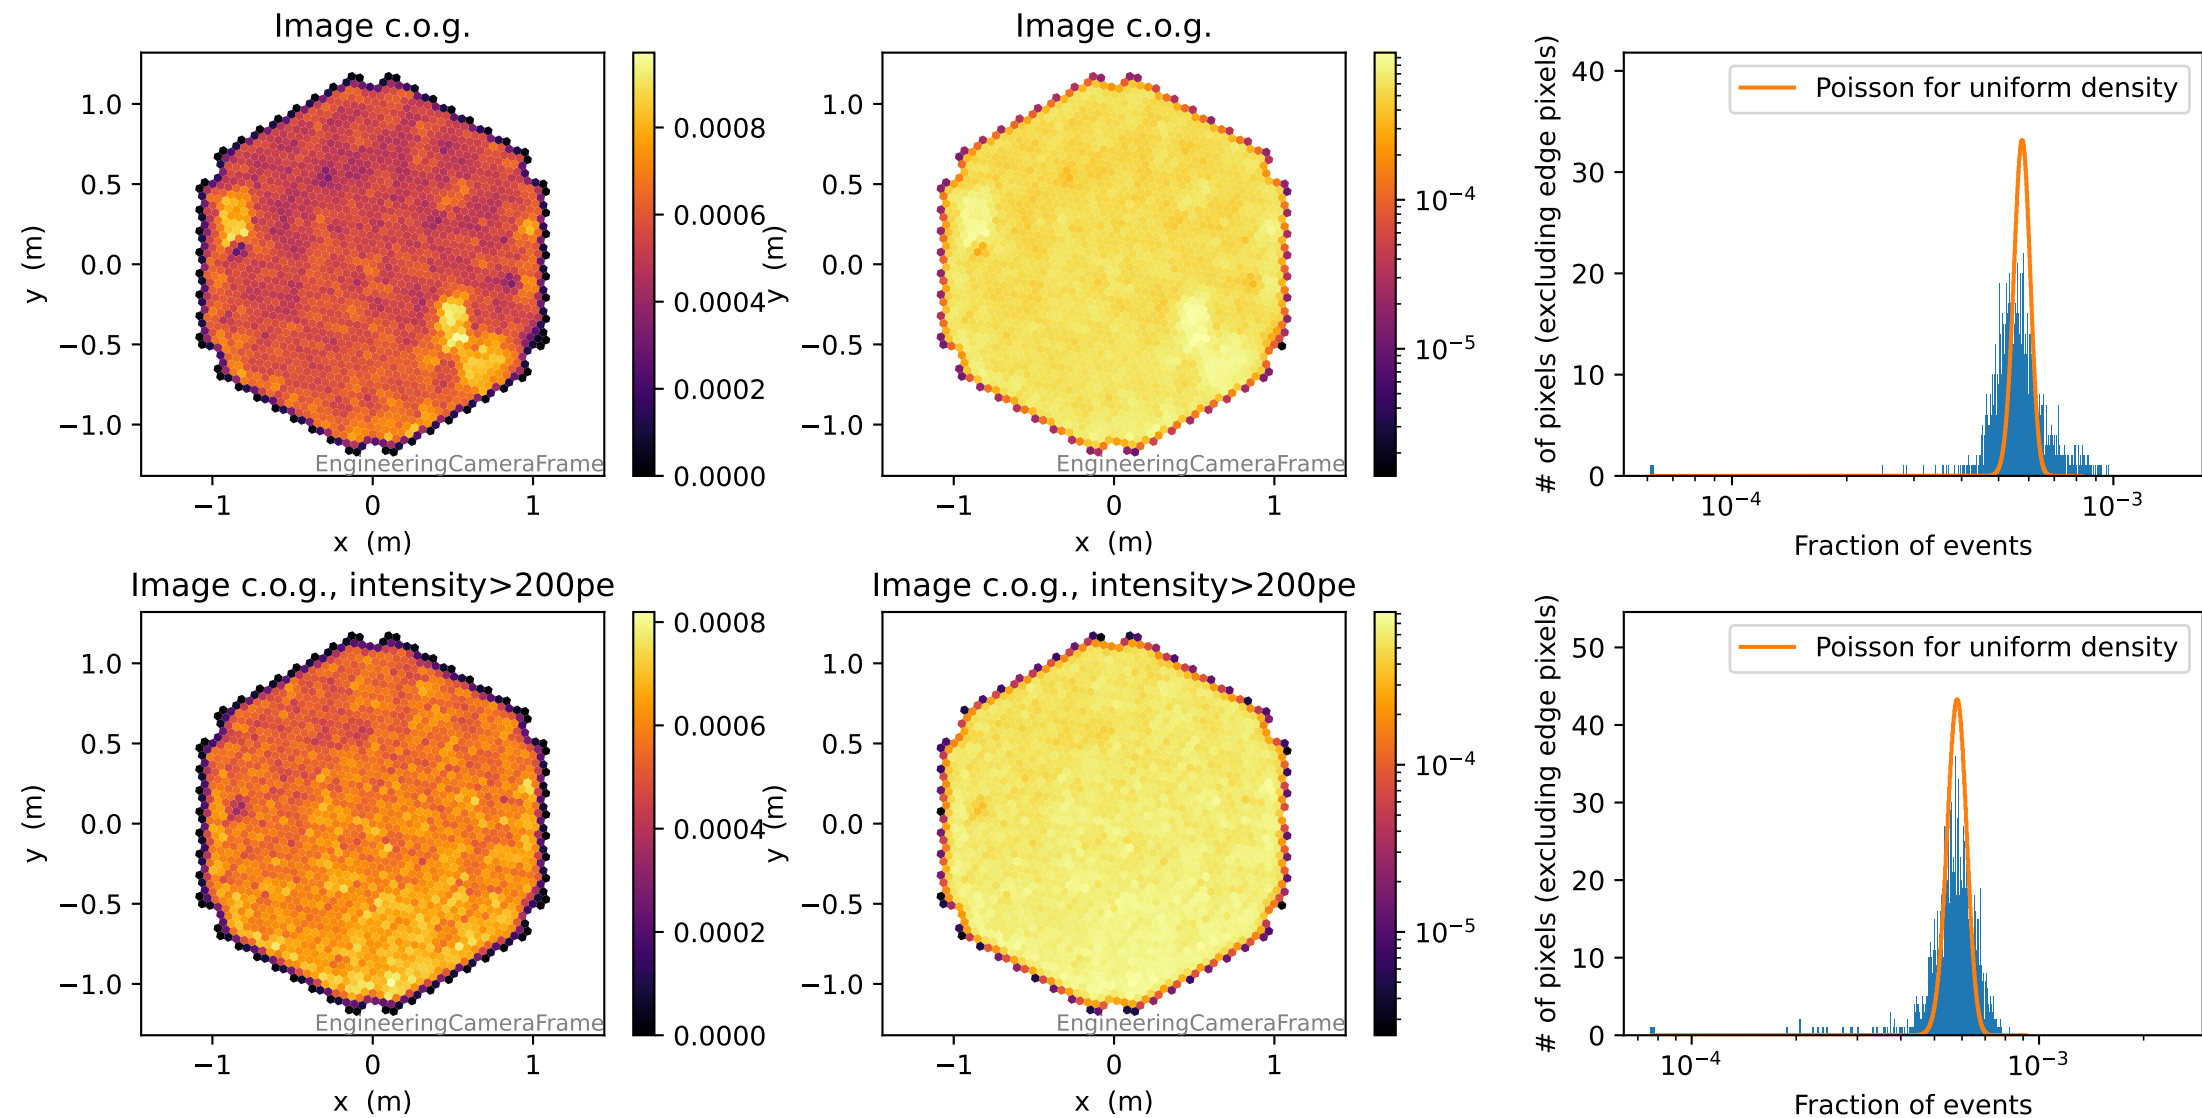 Image c.o.g.
y (m)
1.0
0.5
0.0
−0.5
−1.0
−1
0
1
x (m)
EngineeringCameraFrame
0.0008
0.0006
0.0004
0.0002
0.0000
Image c.o.g.
y (m)
1.0
0.5
0.0
−0.5
−1.0
−1
0
1
x (m)
EngineeringCameraFrame
10⁻⁴
10⁻⁵
# of pixels (excluding edge pixels)
40
30
20
10
0
Poisson for uniform density
10⁻⁴
10⁻³
Fraction of events
Image c.o.g., intensity>200pe
y (m)
1.0
0.5
0.0
−0.5
−1.0
−1
0
1
x (m)
EngineeringCameraFrame
0.0008
0.0006
0.0004
0.0002
0.0000
Image c.o.g., intensity>200pe
y (m)
1.0
0.5
0.0
−0.5
−1.0
−1
0
1
x (m)
EngineeringCameraFrame
10⁻⁴
10⁻⁵
# of pixels (excluding edge pixels)
50
40
30
20
10
0
Poisson for uniform density
10⁻⁴
10⁻³
Fraction of events